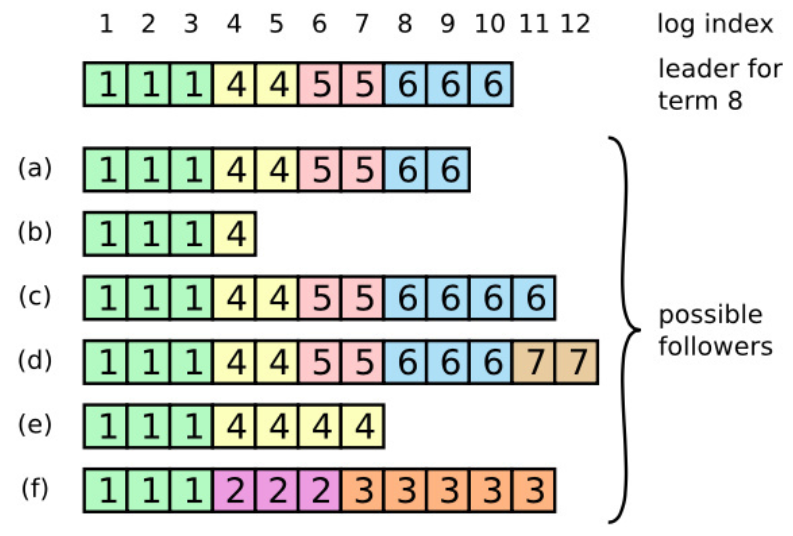 1 2 3 4 5 6 7 8 9 10 11 12 log index
1 1 1 4 4 5 5 6 6 6 leader for
term 8
(a) 1 1 1 4 4 5 5 6 6
(b) 1 1 1 4
(c) 1 1 1 4 4 5 5 6 6 6 6
possible
followers
(d) 1 1 1 4 4 5 5 6 6 6 7 7
(e) 1 1 1 4 4 4 4
(f) 1 1 1 2 2 2 3 3 3 3 3